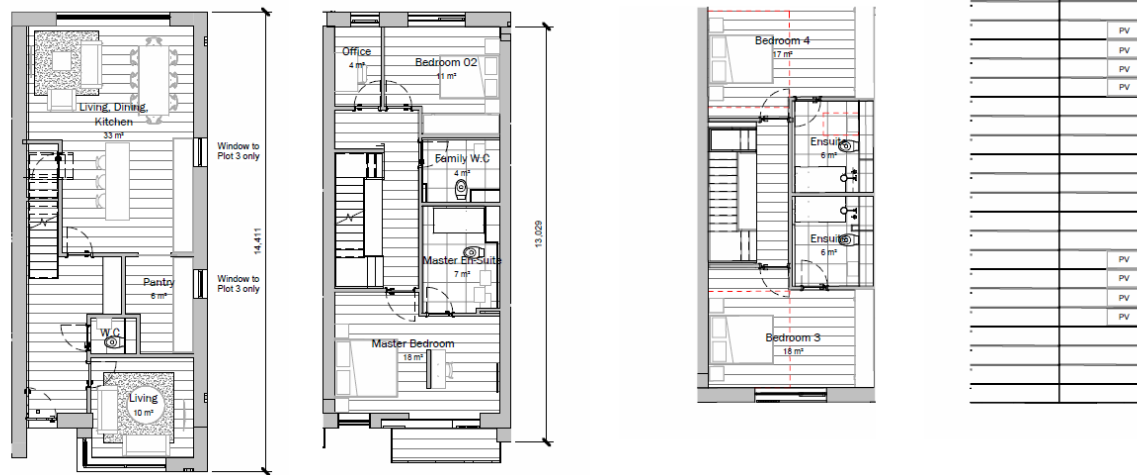 Living, Dining,
Kitchen
33 m²
Window to
Plot 3 only
14,411
Window to
Plot 3 only
Pantry
6 m²
W.C
Living
10 m²
Office
4 m²
Bedroom 02
11 m²
Family W.C
4 m²
13,029
Master En-Suite
7 m²
Master Bedroom
18 m²
Bedroom 4
17 m²
Ensuite
6 m²
Ensuite
6 m²
Bedroom 3
18 m²
PV
PV
PV
PV
PV
PV
PV
PV